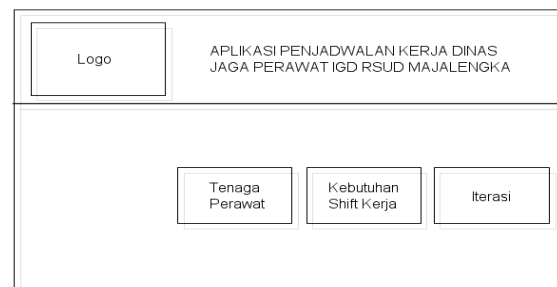 Logo
APLIKASI PENJADWALAN KERJA DINAS
JAGA PERAWAT IGD RSUD MAJALENGKA
Tenaga
Perawat
Kebutuhan
Shift Kerja
Iterasi